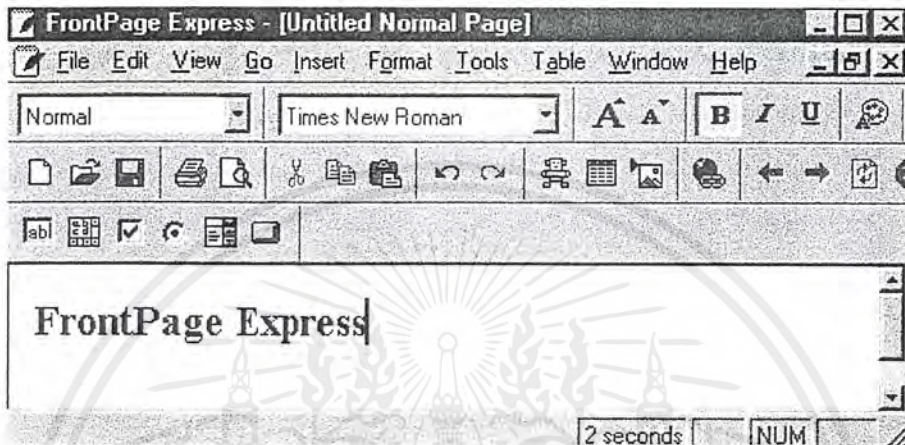 FrontPage Express - [Untitled Normal Page]
File Edit View Go Insert Format Tools Table Window Help
Normal Times New Roman A A B I U
abl
FrontPage Express
2 seconds NUM